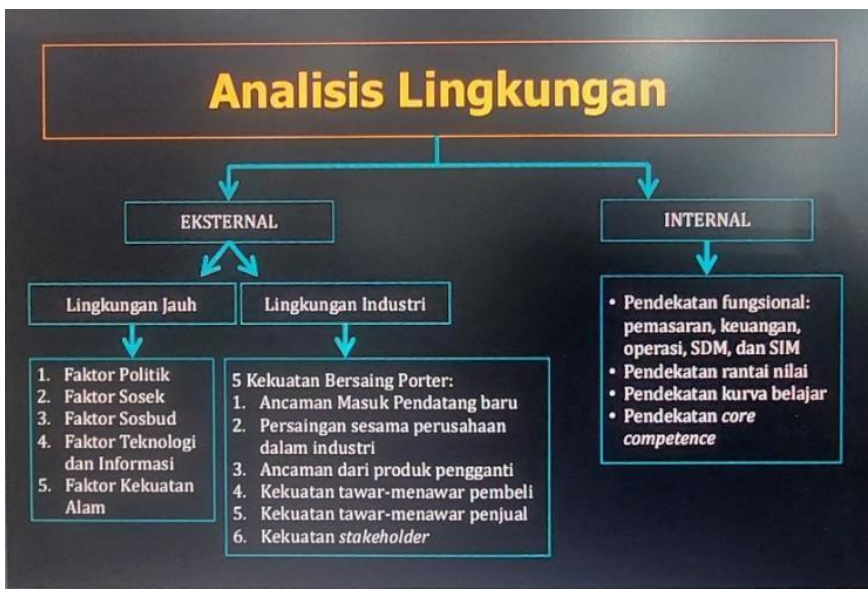 Analisis Lingkungan
EKSTERNAL
INTERNAL
Lingkungan Jauh
Lingkungan Industri
1. Faktor Politik
2. Faktor Sosek
3. Faktor Sosbud
4. Faktor Teknologi
dan Informasi
5. Faktor Kekuatan
Alam
5 Kekuatan Bersaing Porter:
1. Ancaman Masuk Pendatang baru
2. Persaingan sesama perusahaan
dalam industri
3. Ancaman dari produk pengganti
4. Kekuatan tawar-menawar pembeli
5. Kekuatan tawar-menawar penjual
6. Kekuatan stakeholder
• Pendekatan fungsional:
pemasaran, keuangan,
operasi, SDM, dan SIM
• Pendekatan rantai nilai
• Pendekatan kurva belajar
• Pendekatan core
competence